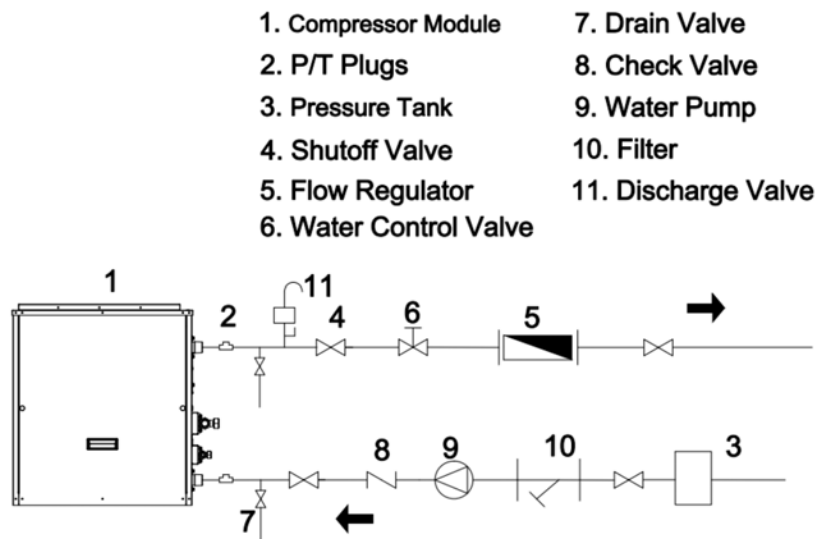 1. Compressor Module
2. P/T Plugs
3. Pressure Tank
4. Shutoff Valve
5. Flow Regulator
6. Water Control Valve
7. Drain Valve
8. Check Valve
9. Water Pump
10. Filter
11. Discharge Valve
1
2
11
4
6
5
8
9
10
3
7